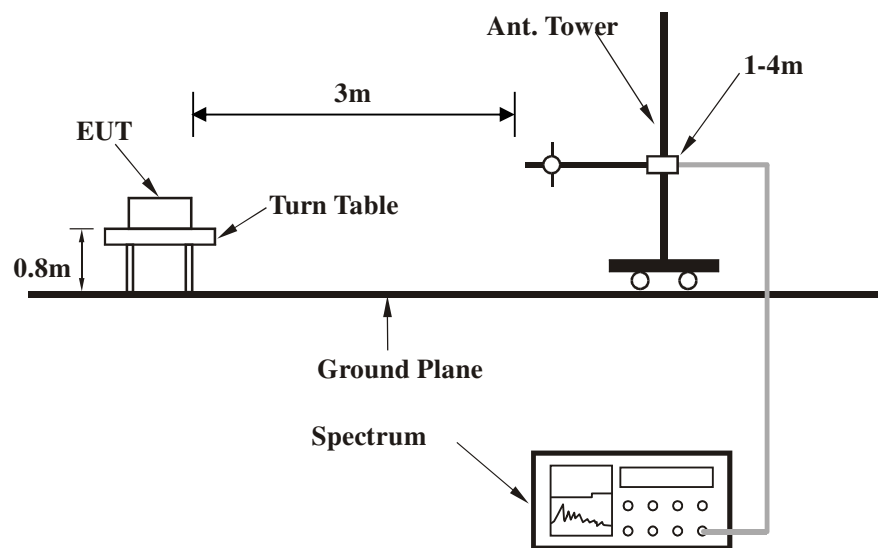 Ant. Tower
1-4m
3m
EUT
Turn Table
0.8m
Ground Plane
Spectrum